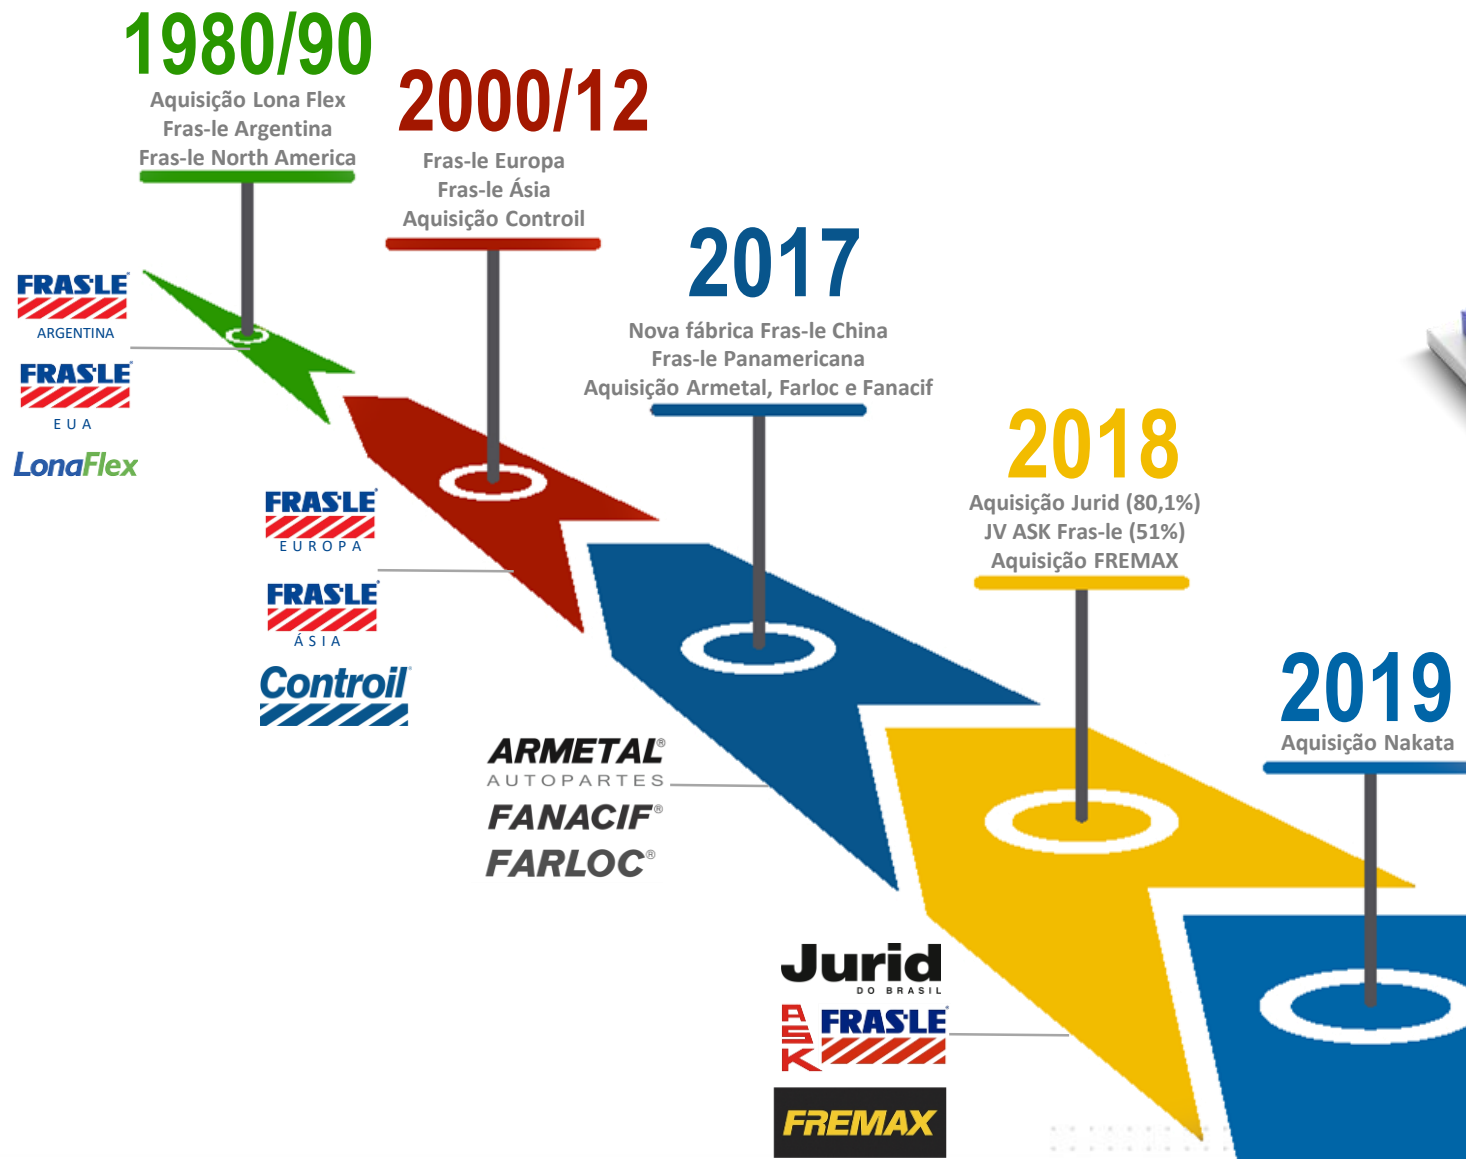 1980/90
Aquisição Lona Flex
Fras-le Argentina
Fras-le North America
2000/12
Fras-le Europa
Fras-le Ásia
Aquisição Controil
2017
Nova fábrica Fras-le China
Fras-le Panamericana
Aquisição Armetal, Farloc e Fanacif
2018
Aquisição Jurid (80,1%)
JV ASK Fras-le (51%)
Aquisição FREMAX
2019
Aquisição Nakata
FRAS-LE
ARGENTINA
FRAS-LE
EUA
LonaFlex
FRAS-LE
EUROPA
FRAS-LE
ÁSIA
Controil
ARMETAL®
AUTOPARTES
FANACIF®
FARLOC®
Jurid
DO BRASIL
ASK FRAS-LE
FREMAX